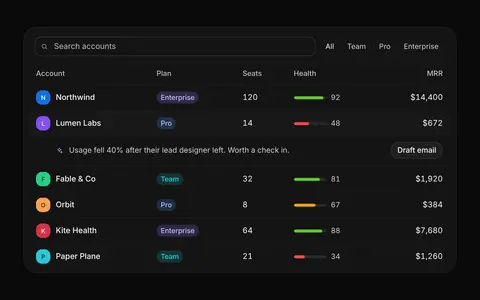 Search accounts All Team Pro Enterprise
Account Plan Seats Health MRR
N Northwind Enterprise 120 92 $14,400
L Lumen Labs Pro 14 48 $672
Usage fell 40% after their lead designer left. Worth a check in. Draft email
F Fable & Co Team 32 81 $1,920
O Orbit Pro 8 67 $384
K Kite Health Enterprise 64 88 $7,680
P Paper Plane Team 21 34 $1,260